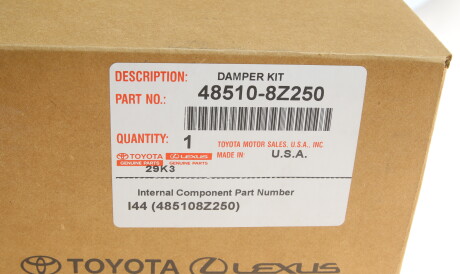 DESCRIPTION: DAMPER KIT
PART NO.: 48510-8Z250
QUANTITY: 1 TOYOTA MOTOR SALES, U.S.A., INC.
TOYOTA LEXUS MADE IN U.S.A.
GENUINE PARTS GENUINE PARTS
29K3
Internal Component Part Number
I44 (485108Z250)
TOYOTA LEXUS